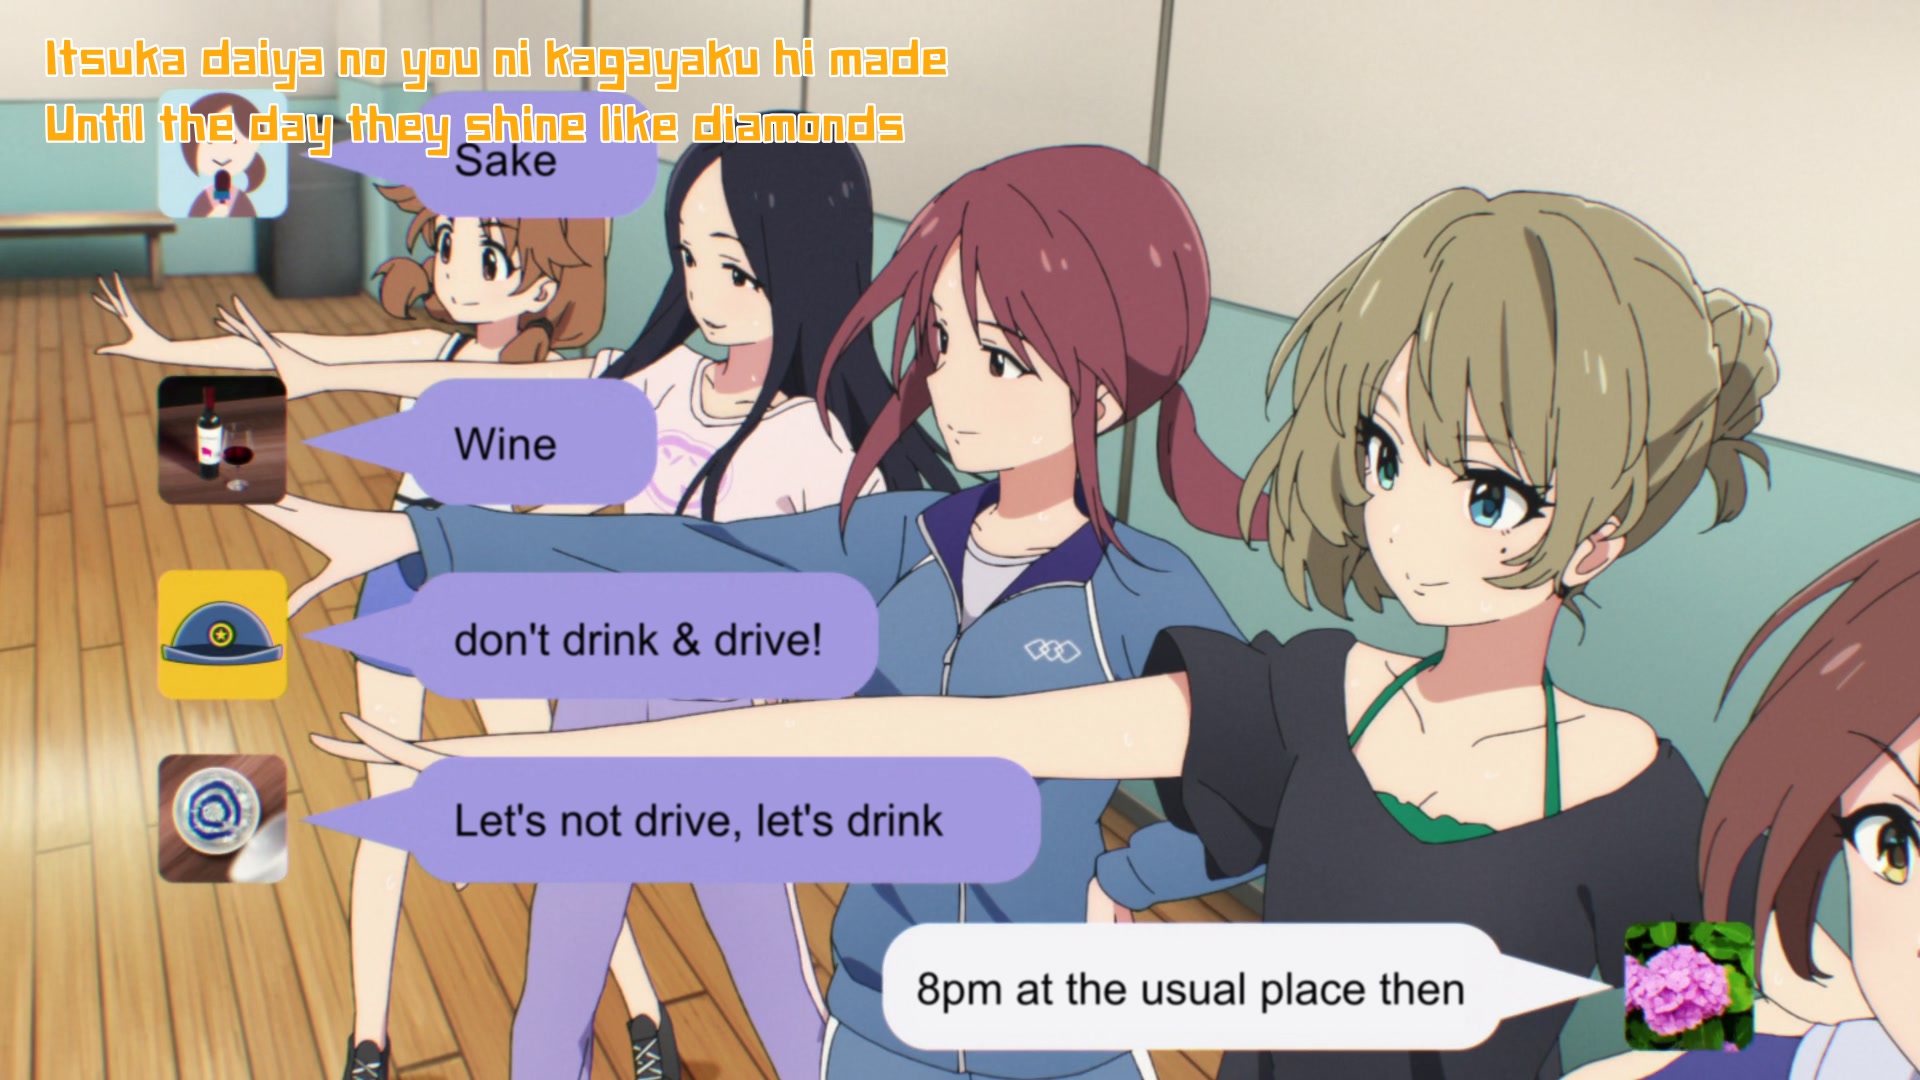 Itsuka daiya no you ni kagayaku hi made
Until the day they shine like diamonds
Sake
Wine
don't drink & drive!
Let's not drive, let's drink
8pm at the usual place then